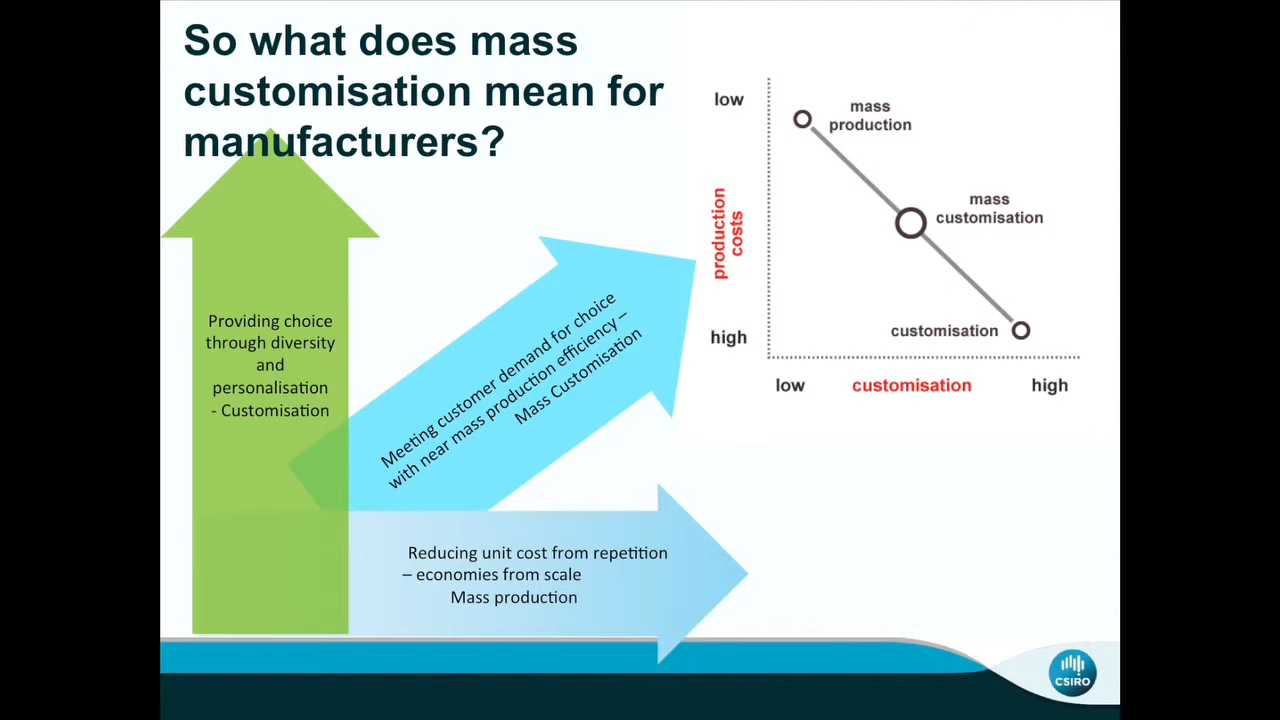 So what does mass
customisation mean for
manufacturers?
Providing choice
through diversity
and
personalisation
- Customisation
Meeting customer demand for choice
with near mass production efficiency –
Mass Customisation
Reducing unit cost from repetition
– economies from scale
Mass production
low
production
costs
high
mass
production
mass
customisation
customisation
low
customisation
high
CSIRO